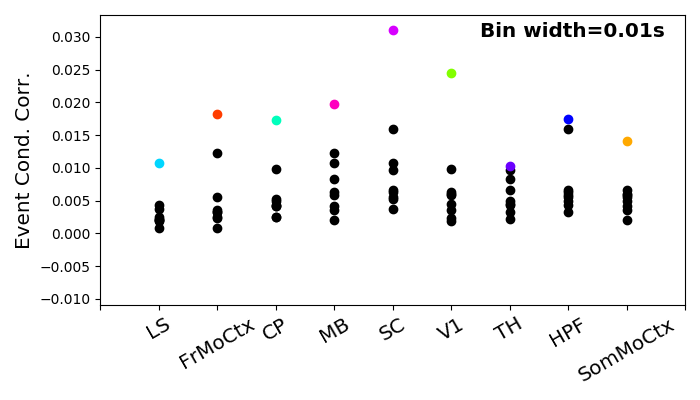 Bin width=0.01s
Event Cond. Corr.
0.030
0.025
0.020
0.015
0.010
0.005
0.000
−0.005
−0.010
LS
FrMoCtx
CP
MB
SC
V1
TH
HPF
SomMoCtx